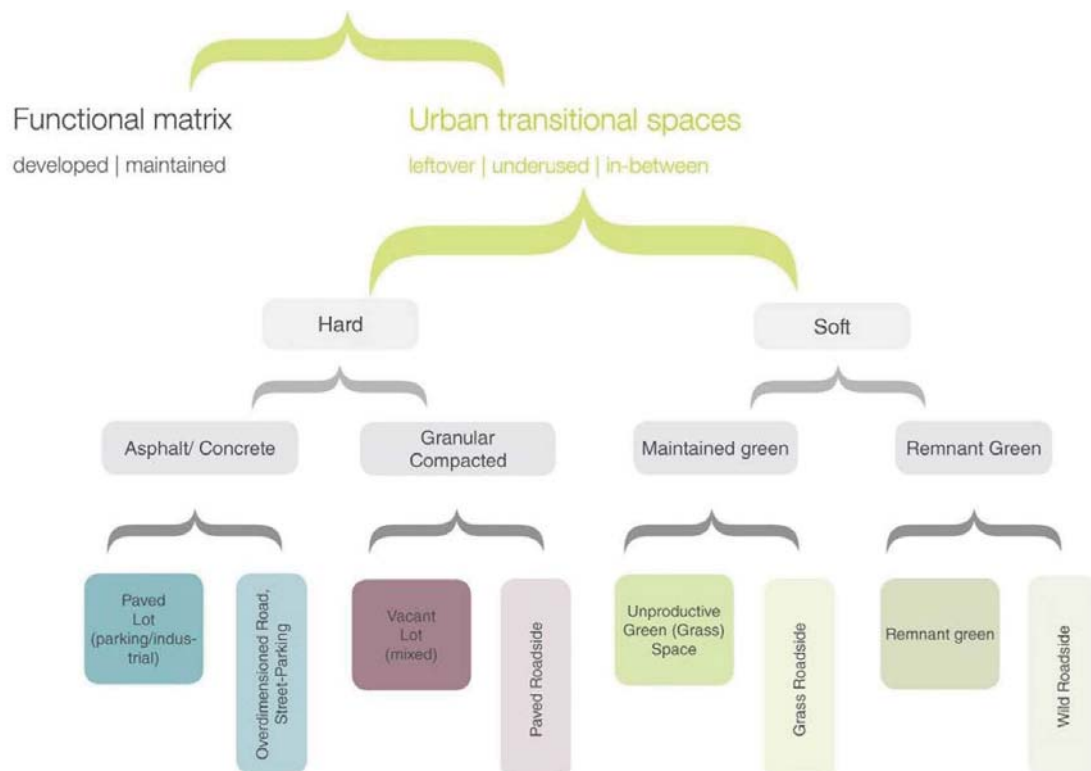 Functional matrix
developed | maintained
Urban transitional spaces
leftover | underused | in-between
Hard
Soft
Asphalt/ Concrete
Granular
Compacted
Maintained green
Remnant Green
Paved
Lot
(parking/indus-
trial)
Overdimensioned Road,
Street-Parking
Vacant
Lot
(mixed)
Paved Roadside
Unproductive
Green (Grass)
Space
Grass Roadside
Remnant green
Wild Roadside